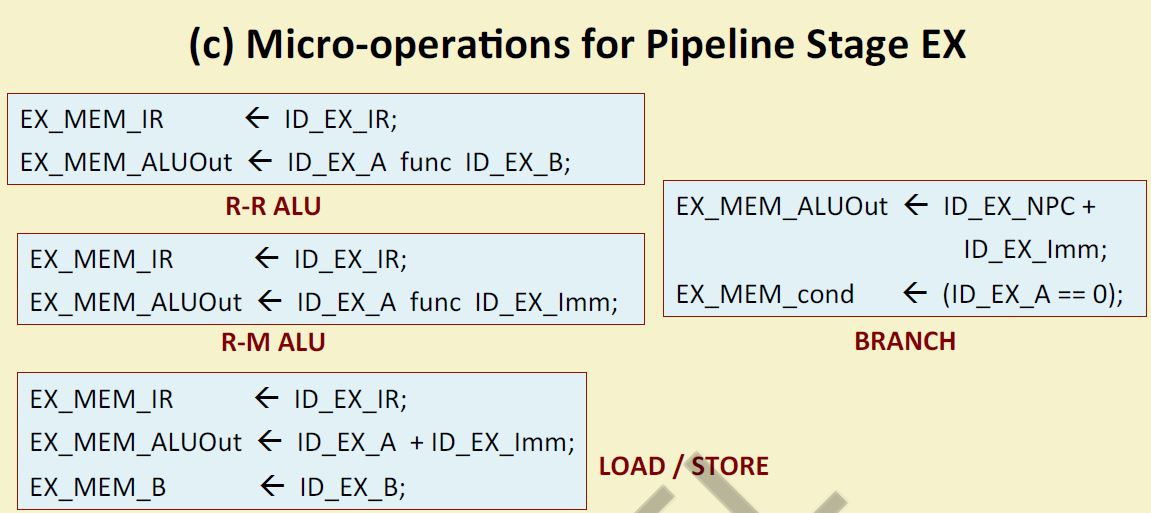 (c) Micro-operations for Pipeline Stage EX
EX_MEM_IR ← ID_EX_IR;
EX_MEM_ALUOut ← ID_EX_A func ID_EX_B;
R-R ALU
EX_MEM_IR ← ID_EX_IR;
EX_MEM_ALUOut ← ID_EX_A func ID_EX_Imm;
R-M ALU
EX_MEM_IR ← ID_EX_IR;
EX_MEM_ALUOut ← ID_EX_A + ID_EX_Imm;
EX_MEM_B ← ID_EX_B;
LOAD / STORE
EX_MEM_ALUOut ← ID_EX_NPC +
ID_EX_Imm;
EX_MEM_cond ← (ID_EX_A == 0);
BRANCH